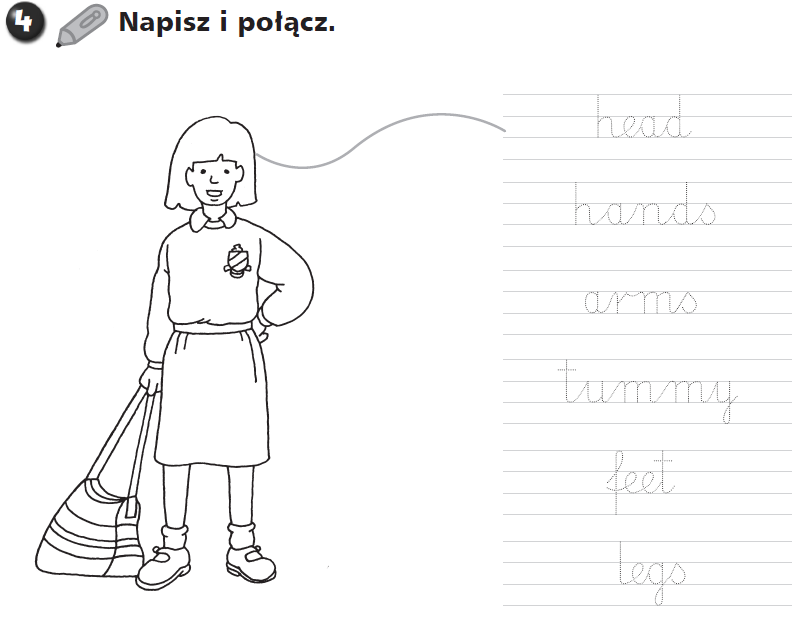 4 Napisz i połącz.
head
hands
arms
tummy
feet
legs